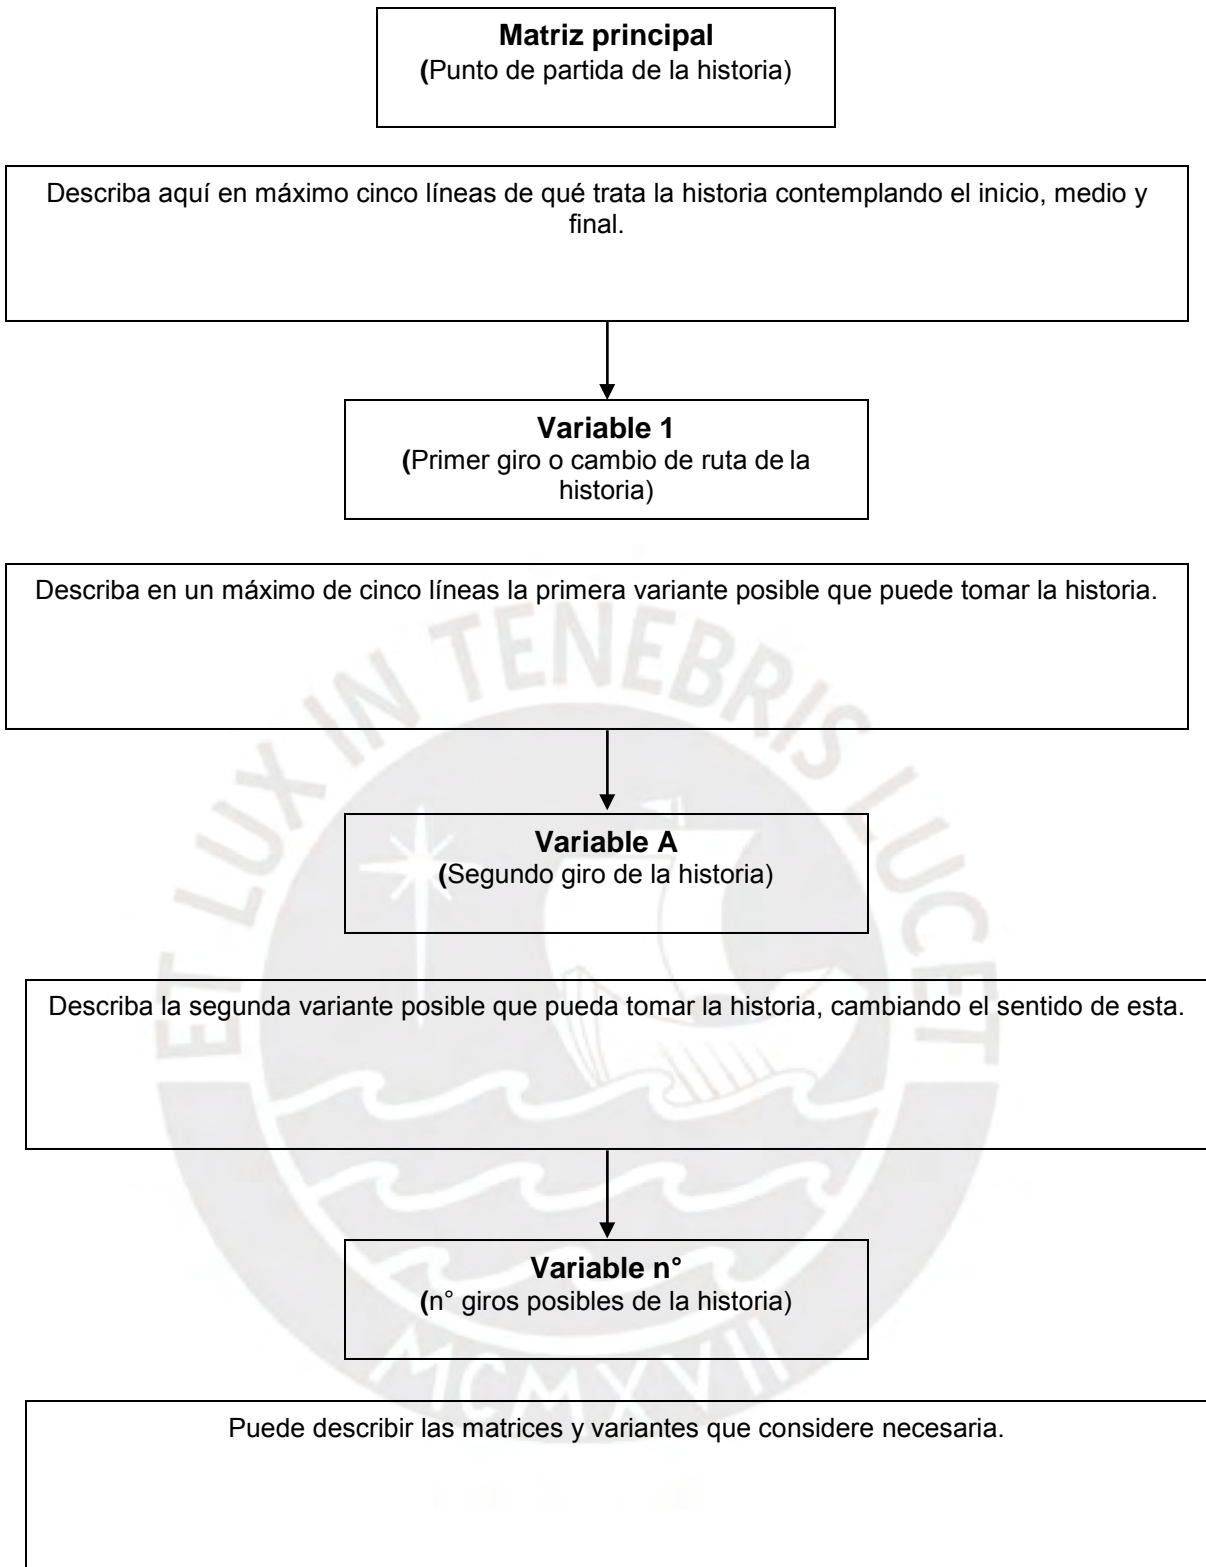 Matriz principal
(Punto de partida de la historia)
Describa aquí en máximo cinco líneas de qué trata la historia contemplando el inicio, medio y
final.
Variable 1
(Primer giro o cambio de ruta de la
historia)
Describa en un máximo de cinco líneas la primera variante posible que puede tomar la historia.
ET LUX IN TENEBRIS LUCET
Variable A
(Segundo giro de la historia)
Describa la segunda variante posible que pueda tomar la historia, cambiando el sentido de esta.
Variable n°
(n° giros posibles de la historia)
MCMXVII
Puede describir las matrices y variantes que considere necesaria.